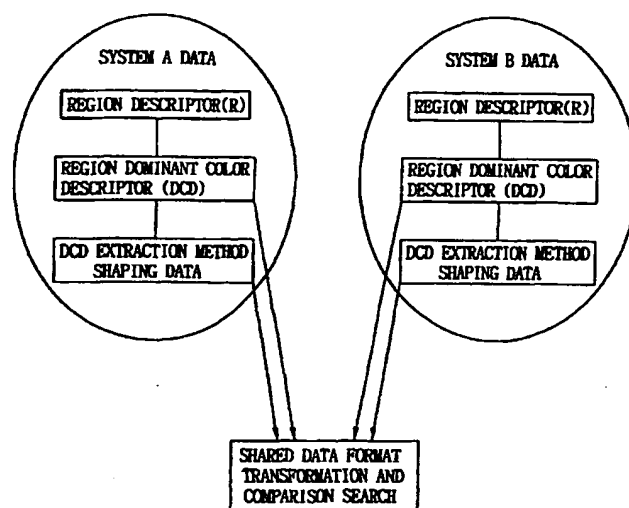 SYSTEM A DATA
REGION DESCRIPTOR(R)
REGION DOMINANT COLOR
DESCRIPTOR (DCD)
DCD EXTRACTION METHOD
SHAPING DATA
SYSTEM B DATA
REGION DESCRIPTOR(R)
REGION DOMINANT COLOR
DESCRIPTOR (DCD)
DCD EXTRACTION METHOD
SHAPING DATA
SHARED DATA FORMAT
TRANSFORMATION AND
COMPARISON SEARCH